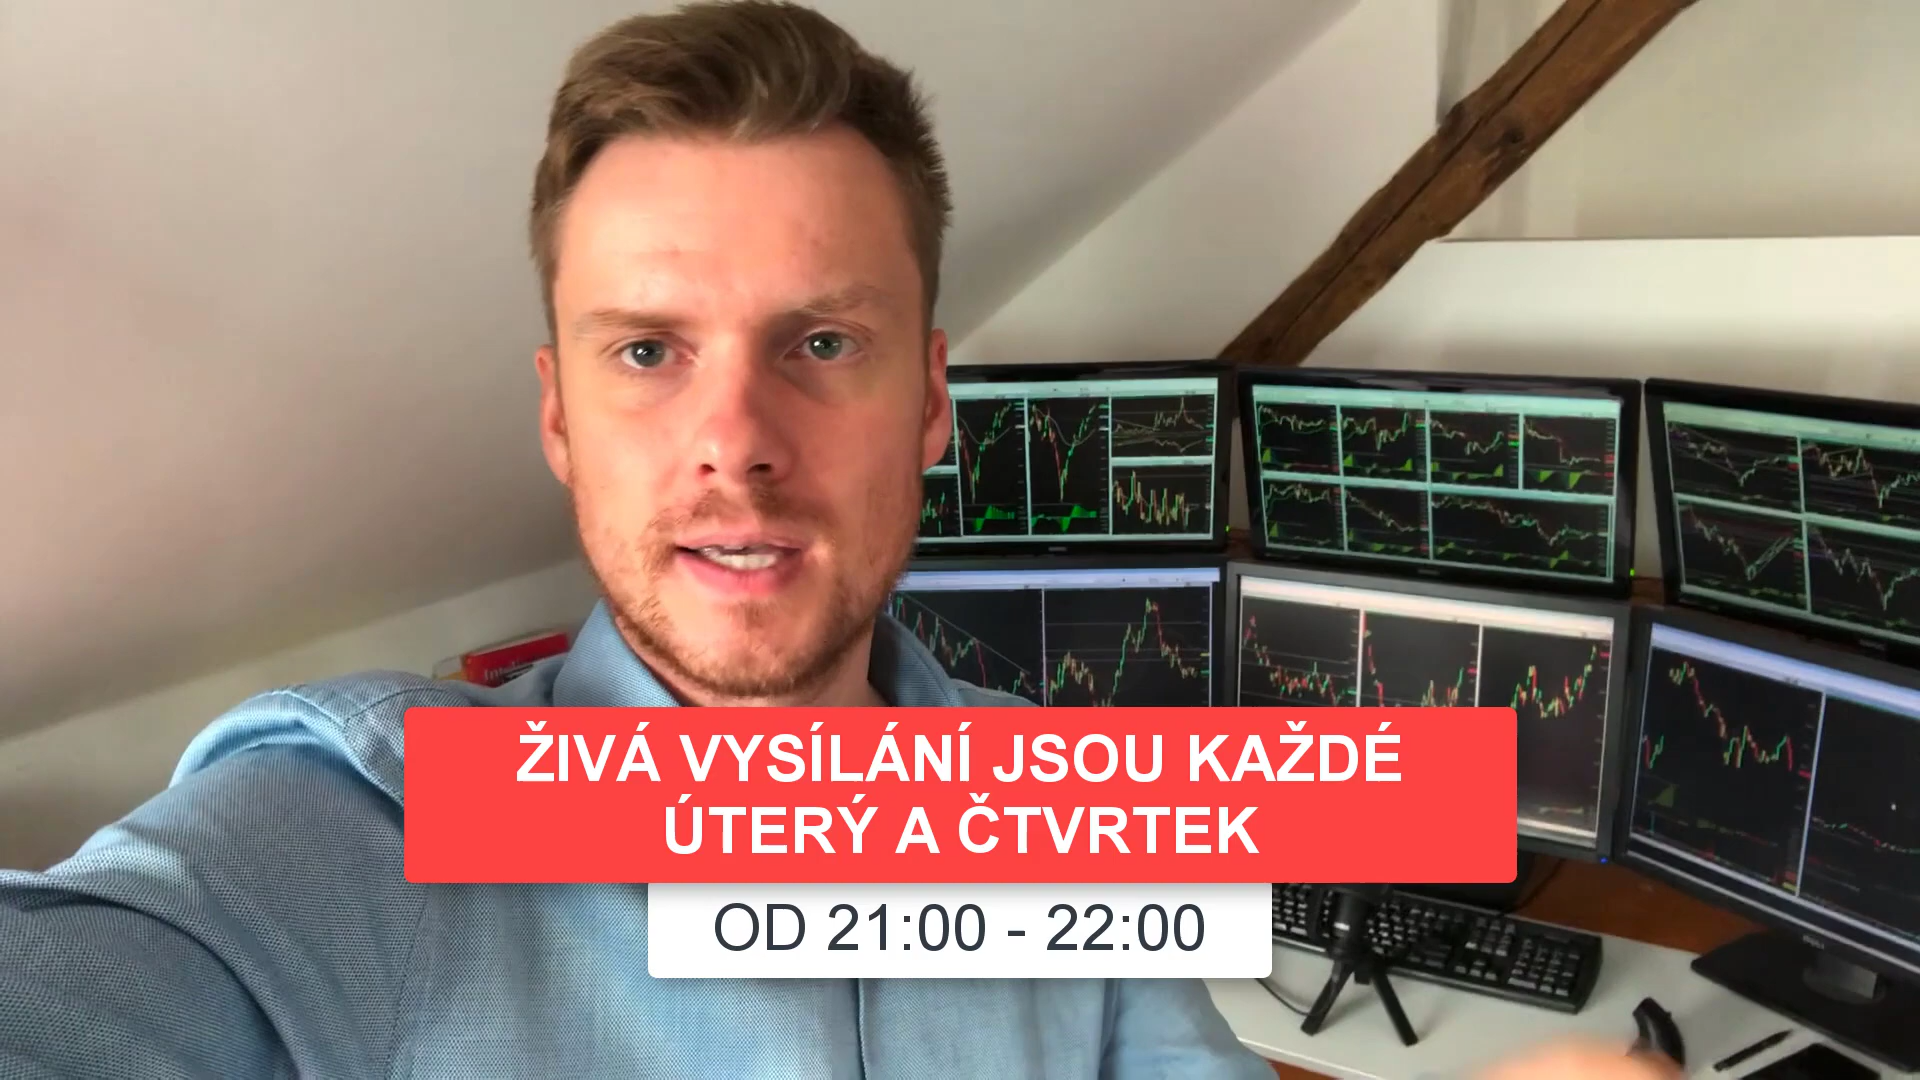 ŽIVÁ VYSÍLÁNÍ JSOU KAŽDÉ
ÚTERÝ A ČTVRTEK
OD 21:00 - 22:00